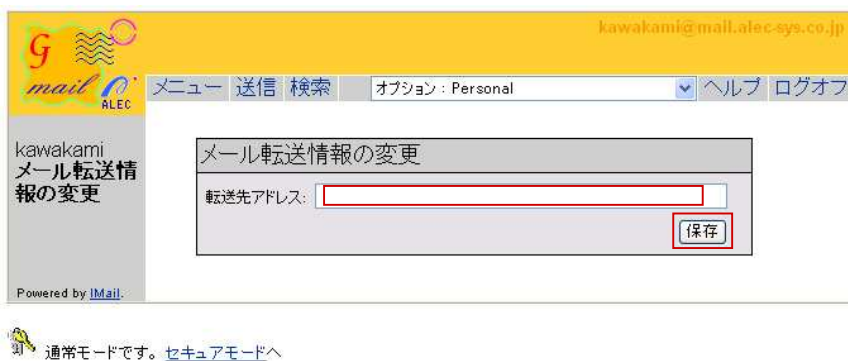 kawakami@mail.alec-sys.co.jp
G
mail
ALEC
メニュー 送信 検索 オプション：Personal ヘルプ ログオフ
kawakami
メール転送情
報の変更
メール転送情報の変更
転送先アドレス:
保存
Powered by IMail.
通常モードです。セキュアモードへ